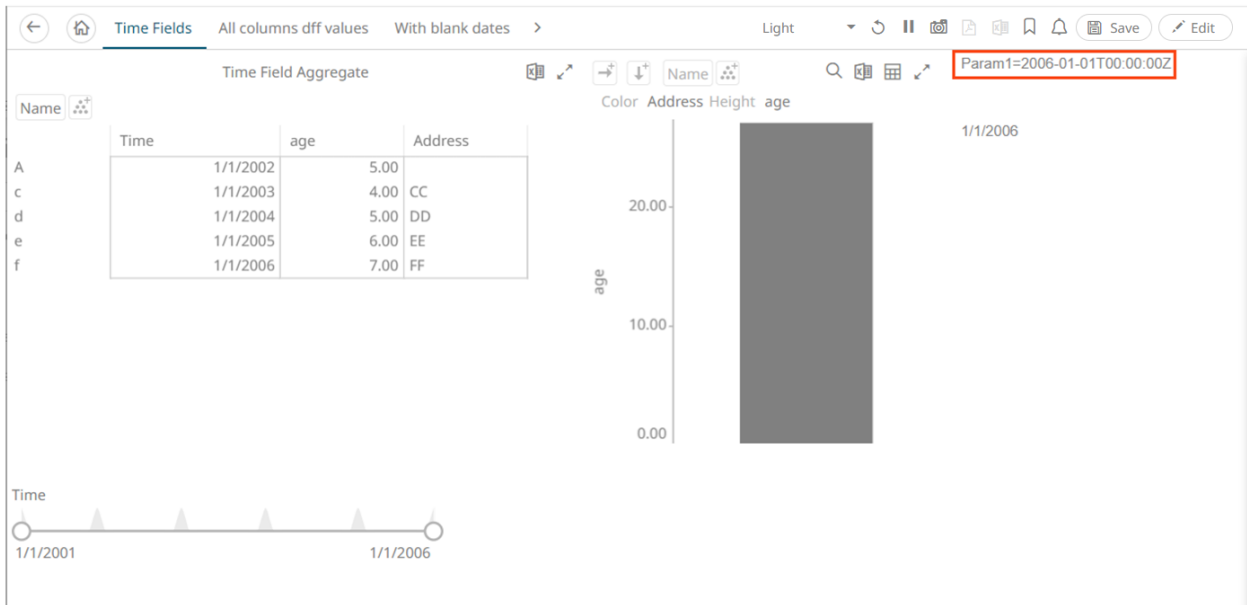 Time Fields All columns dff values With blank dates Light Save Edit
Time Field Aggregate
Name
Time age Address
A 1/1/2002 5.00
c 1/1/2003 4.00 CC
d 1/1/2004 5.00 DD
e 1/1/2005 6.00 EE
f 1/1/2006 7.00 FF
Time
1/1/2001 1/1/2006
Name
Color Address Height age
20.00
10.00
0.00
age
Param1=2006-01-01T00:00:00Z
1/1/2006